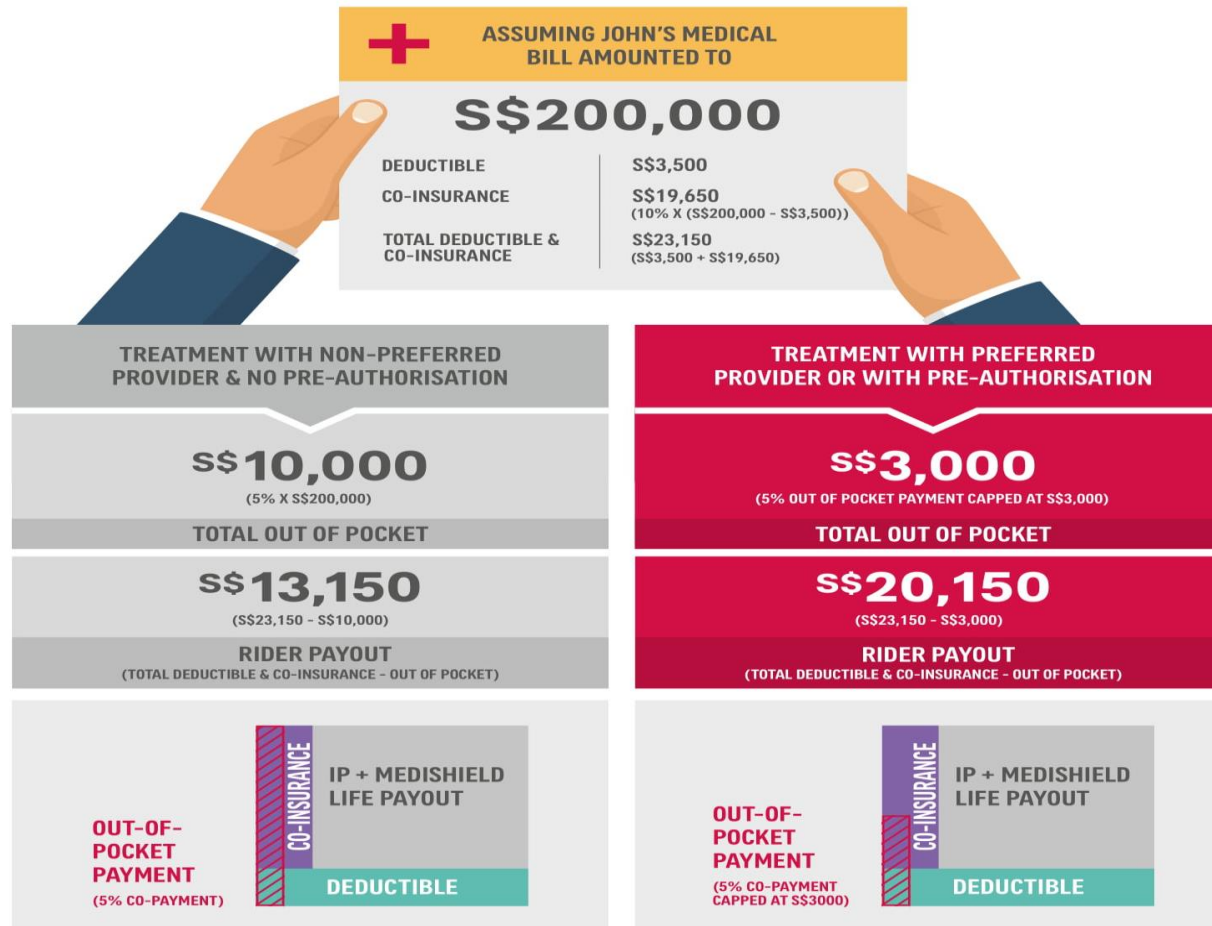 ASSUMING JOHN'S MEDICAL
BILL AMOUNTED TO
S$200,000
DEDUCTIBLE
S$3,500
CO-INSURANCE
S$19,650
(10% X (S$200,000 - S$3,500))
TOTAL DEDUCTIBLE &
CO-INSURANCE
S$23,150
(S$3,500 + S$19,650)
TREATMENT WITH NON-PREFERRED
PROVIDER & NO PRE-AUTHORISATION
S$10,000
(5% X S$200,000)
TOTAL OUT OF POCKET
S$13,150
(S$23,150 - S$10,000)
RIDER PAYOUT
(TOTAL DEDUCTIBLE & CO-INSURANCE - OUT OF POCKET)
OUT-OF-
POCKET
PAYMENT
(5% CO-PAYMENT)
CO-INSURANCE
IP + MEDISHIELD
LIFE PAYOUT
DEDUCTIBLE
TREATMENT WITH PREFERRED
PROVIDER OR WITH PRE-AUTHORISATION
S$3,000
(5% OUT OF POCKET PAYMENT CAPPED AT S$3,000)
TOTAL OUT OF POCKET
S$20,150
(S$23,150 - S$3,000)
RIDER PAYOUT
(TOTAL DEDUCTIBLE & CO-INSURANCE - OUT OF POCKET)
OUT-OF-
POCKET
PAYMENT
(5% CO-PAYMENT
CAPPED AT S$3000)
CO-INSURANCE
IP + MEDISHIELD
LIFE PAYOUT
DEDUCTIBLE